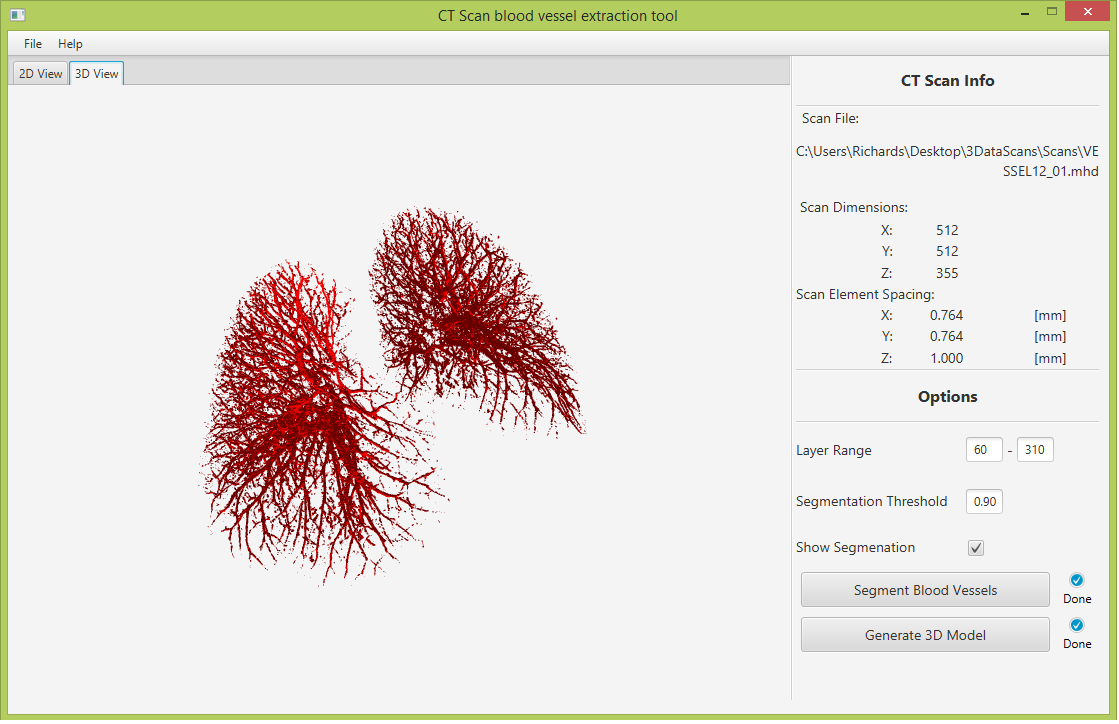 CT Scan blood vessel extraction tool
File Help
2D View 3D View
CT Scan Info
Scan File:
C:\Users\Richards\Desktop\3DataScans\Scans\VE
SSEL12_01.mhd
Scan Dimensions:
X: 512
Y: 512
Z: 355
Scan Element Spacing:
X: 0.764 [mm]
Y: 0.764 [mm]
Z: 1.000 [mm]
Options
Layer Range 60 - 310
Segmentation Threshold 0.90
Show Segmenation
Segment Blood Vessels Done
Generate 3D Model Done